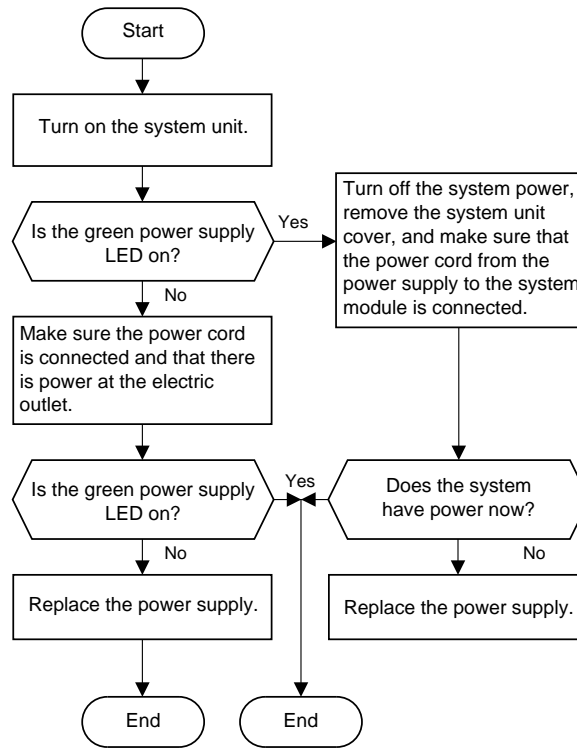 Start
Turn on the system unit.
Is the green power supply
LED on?
Yes
Turn off the system power,
remove the system unit
cover, and make sure that
the power cord from the
power supply to the system
module is connected.
No
Make sure the power cord
is connected and that there
is power at the electric
outlet.
Is the green power supply
LED on?
Yes
Does the system
have power now?
No
No
Replace the power supply.
Replace the power supply.
End
End